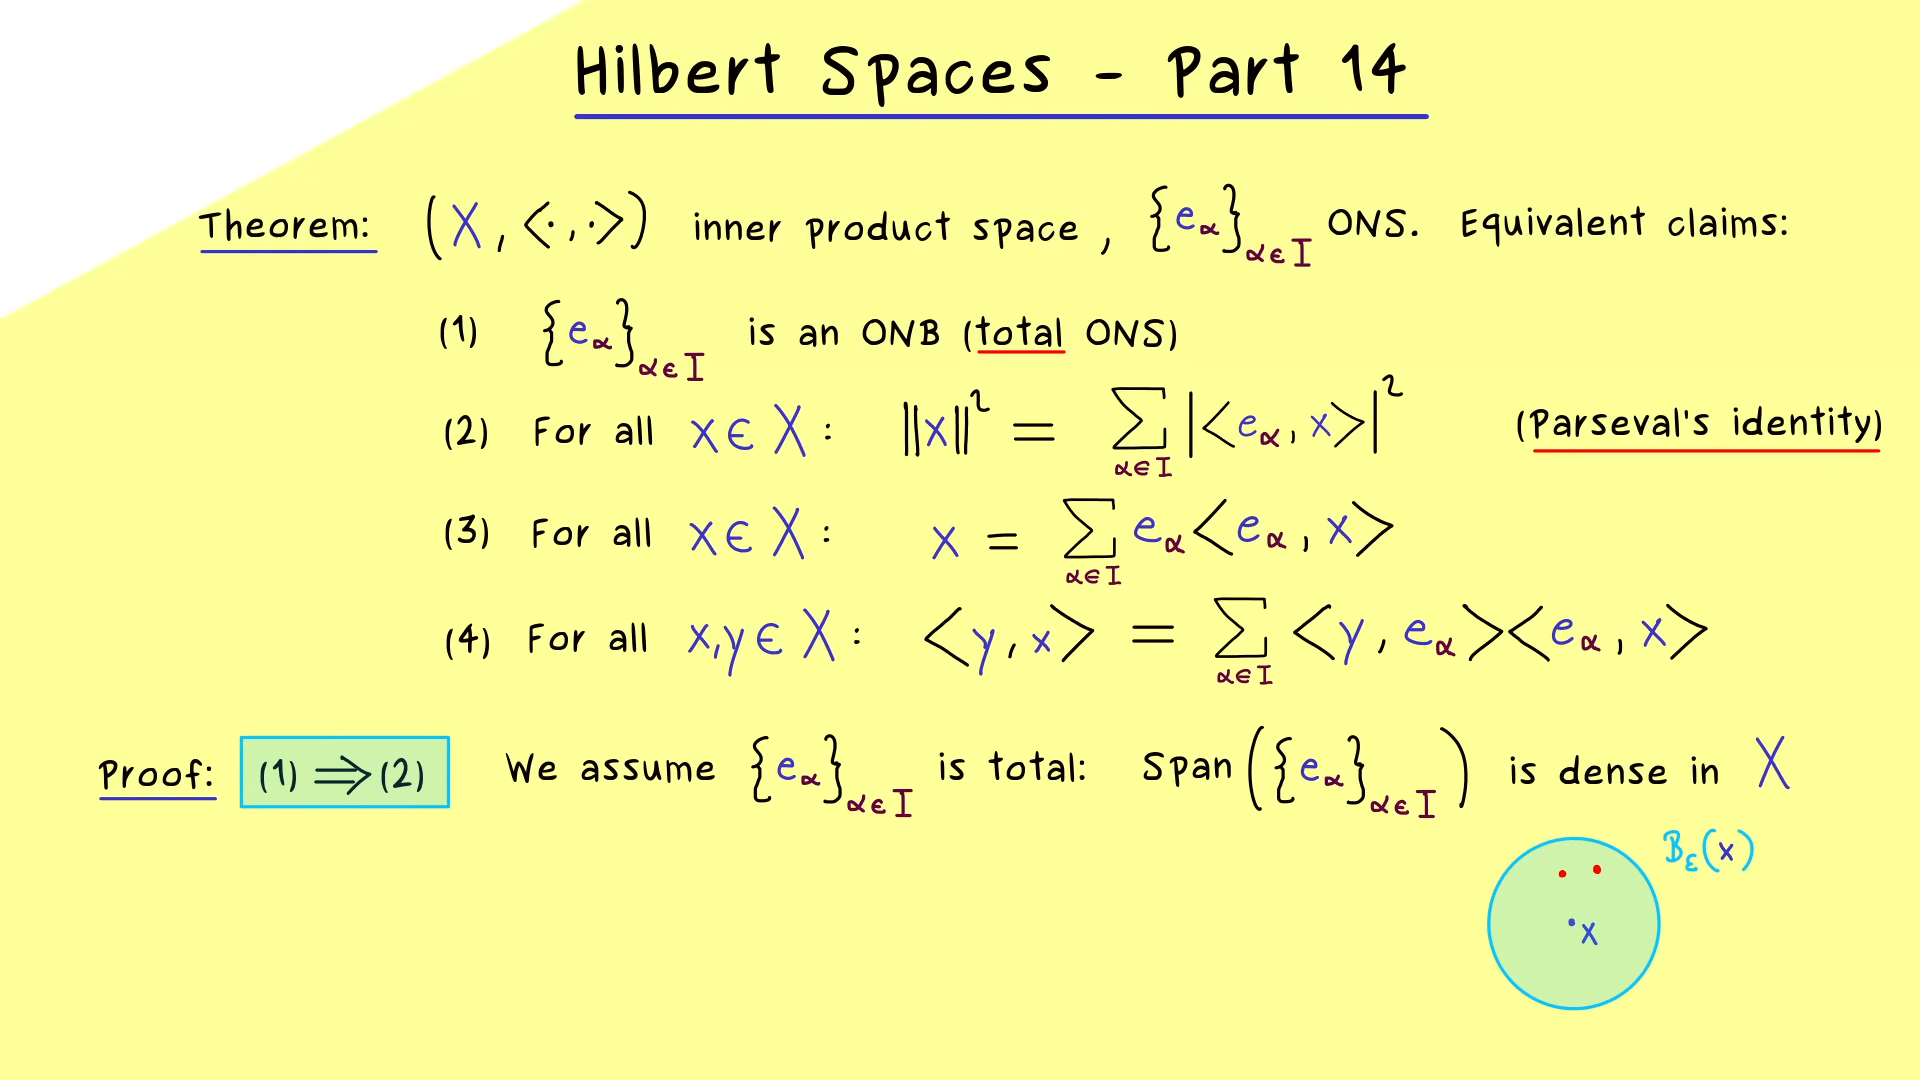 Hilbert Spaces - Part 14
Theorem: (X, <·,·>) inner product space, {e_α}_{α∈I} ONS. Equivalent claims:
(1) {e_α}_{α∈I} is an ONB (total ONS)
(2) For all x∈X: ‖x‖² = ∑_{α∈I} |<e_α, x>|² (Parseval's identity)
(3) For all x∈X: x = ∑_{α∈I} e_α<e_α, x>
(4) For all x,y∈X: <y, x> = ∑_{α∈I} <y, e_α><e_α, x>
Proof: (1) ⟹ (2) We assume {e_α}_{α∈I} is total: Span({e_α}_{α∈I}) is dense in X
B_ε(x)
x